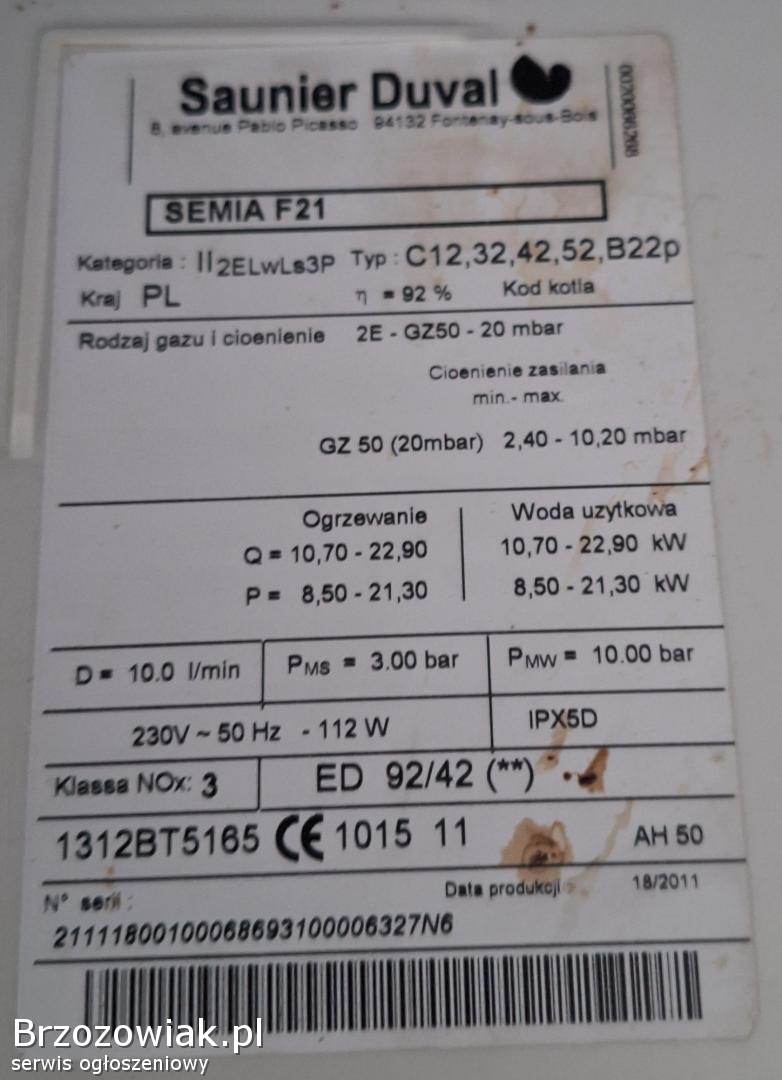 Saunier Duval
8, avenue Pablo Picasso 94132 Fontenay-sous-Bois
0020096268
SEMIA F21
Kategoria : II2ELwLs3P Typ : C12,32,42,52,B22p
Kraj PL η = 92 % Kod kotla
Rodzaj gazu i cioenienie 2E - GZ50 - 20 mbar
Cioenienie zasilania
min.- max.
GZ 50 (20mbar) 2,40 - 10,20 mbar
Ogrzewanie Woda uzytkowa
Q = 10,70 - 22,90 10,70 - 22,90 kW
P = 8,50 - 21,30 8,50 - 21,30 kW
D = 10.0 l/min PMS = 3.00 bar PMW = 10.00 bar
230V ~ 50 Hz - 112 W IPX5D
Klassa NOx: 3 ED 92/42 (**)
1312BT5165 CE 1015 11 AH 50
N° serii : Data produkcji : 18/2011
21111800100068693100006327N6
Brzozowiak.pl
serwis ogłoszeniowy